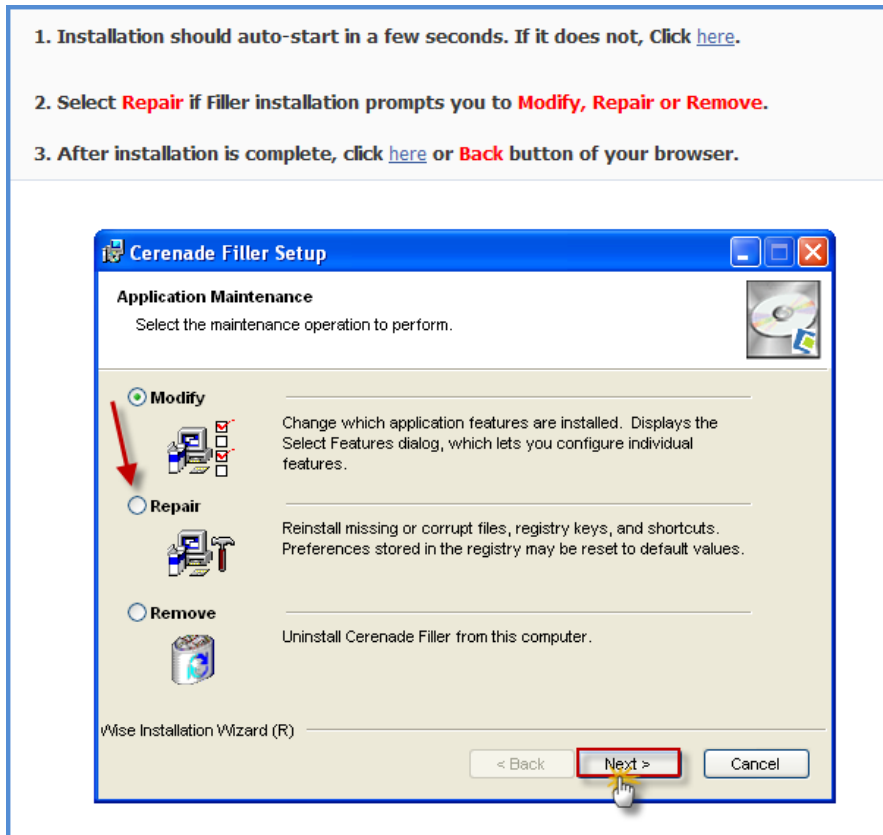 1. Installation should auto-start in a few seconds. If it does not, Click here.
2. Select Repair if Filler installation prompts you to Modify, Repair or Remove.
3. After installation is complete, click here or Back button of your browser.
Cerenade Filler Setup
Application Maintenance
Select the maintenance operation to perform.
Modify
Change which application features are installed. Displays the
Select Features dialog, which lets you configure individual
features.
Repair
Reinstall missing or corrupt files, registry keys, and shortcuts.
Preferences stored in the registry may be reset to default values.
Remove
Uninstall Cerenade Filler from this computer.
Wise Installation Wizard (R)
< Back
Next >
Cancel